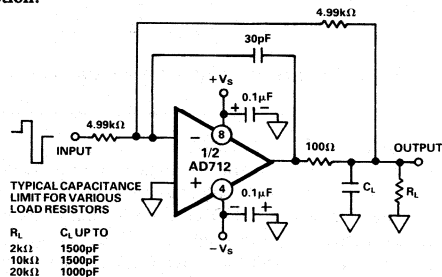 4.99kΩ
30pF
+VS
0.1µF
+ −
4.99kΩ
INPUT
−
8
1/2
AD712
+
4
0.1µF
− +
−VS
100Ω
OUTPUT
CL
RL
TYPICAL CAPACITANCE
LIMIT FOR VARIOUS
LOAD RESISTORS
RL CL UP TO
2kΩ 1500pF
10kΩ 1500pF
20kΩ 1000pF